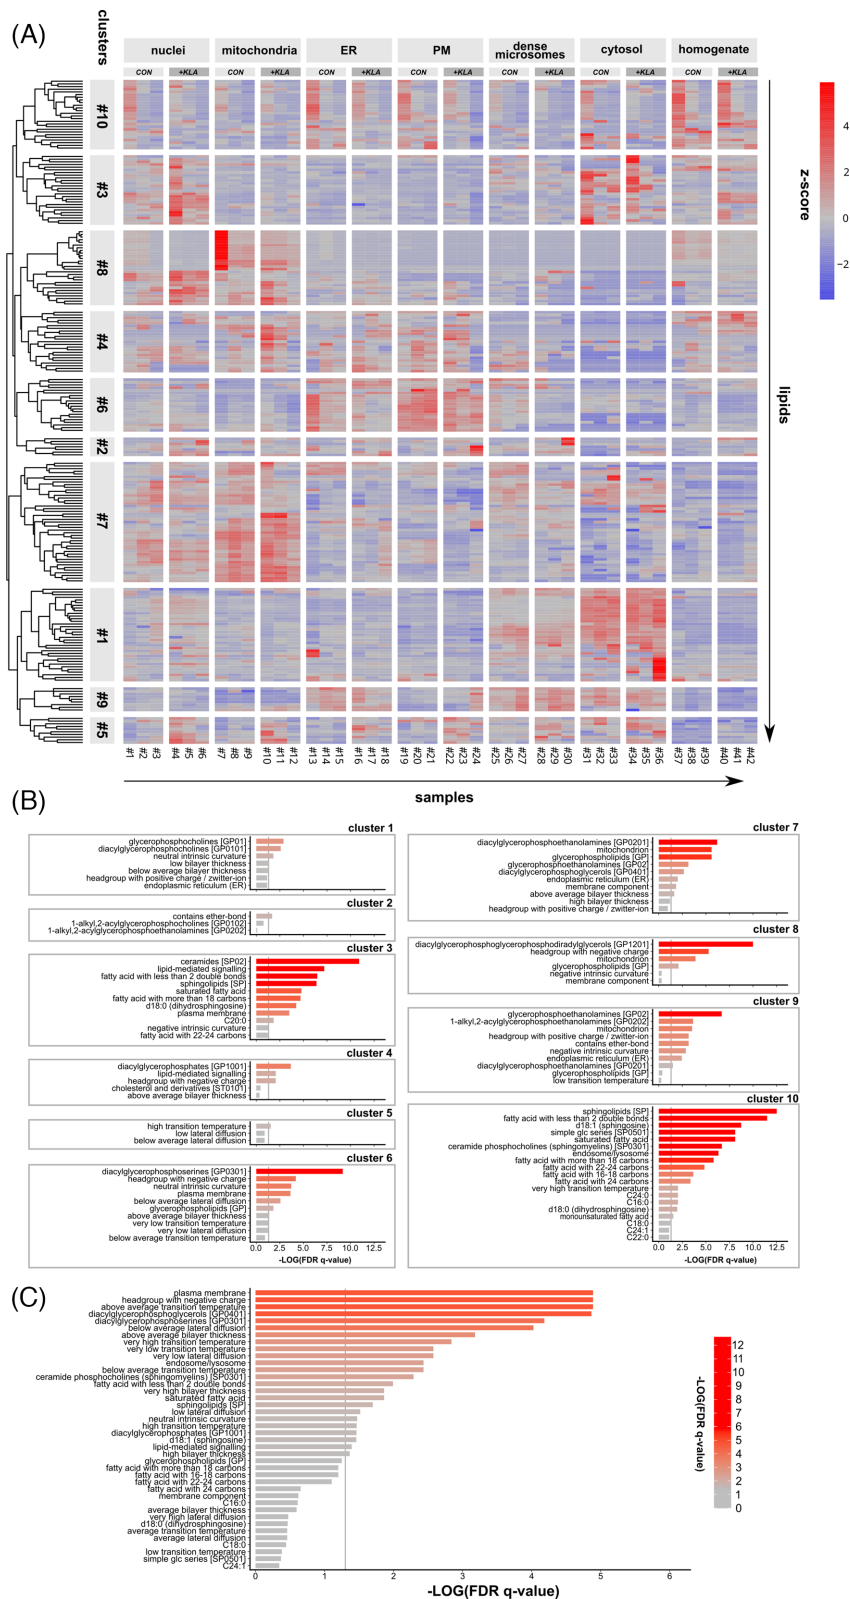 (A)
clusters
nuclei
mitochondria
ER
PM
dense
microsomes
cytosol
homogenate
CON
+KLA
CON
+KLA
CON
+KLA
CON
+KLA
CON
+KLA
CON
+KLA
CON
+KLA
#10
#3
#8
#4
#6
#2
#7
#1
#9
#5
z-score
4
2
0
−2
lipids
#1
#2
#3
#4
#5
#6
#7
#8
#9
#10
#11
#12
#13
#14
#15
#16
#17
#18
#19
#20
#21
#22
#23
#24
#25
#26
#27
#28
#29
#30
#31
#32
#33
#34
#35
#36
#37
#38
#39
#40
#41
#42
samples
(B)
cluster 1
glycerophosphocholines [GP01]
diacylglycerophosphocholines [GP0101]
neutral intrinsic curvature
low bilayer thickness
below average bilayer thickness
headgroup with positive charge / zwitter-ion
endoplasmic reticulum (ER)
cluster 2
contains ether-bond
1-alkyl,2-acylglycerophosphocholines [GP0102]
1-alkyl,2-acylglycerophosphoethanolamines [GP0202]
cluster 3
ceramides [SP02]
lipid-mediated signalling
fatty acid with less than 2 double bonds
sphingolipids [SP]
saturated fatty acid
fatty acid with more than 18 carbons
d18:0 (dihydrosphingosine)
plasma membrane
C20:0
negative intrinsic curvature
fatty acid with 22-24 carbons
cluster 4
diacylglycerophosphates [GP1001]
lipid-mediated signalling
headgroup with negative charge
cholesterol and derivatives [ST0101]
above average bilayer thickness
cluster 5
high transition temperature
low lateral diffusion
below average lateral diffusion
cluster 6
diacylglycerophosphoserines [GP0301]
headgroup with negative charge
neutral intrinsic curvature
plasma membrane
below average lateral diffusion
glycerophospholipids [GP]
above average bilayer thickness
very low transition temperature
very low lateral diffusion
below average transition temperature
0.0 2.5 5.0 7.5 10.0 12.5
-LOG(FDR q-value)
cluster 7
diacylglycerophosphoethanolamines [GP0201]
mitochondrion
glycerophospholipids [GP]
glycerophosphoethanolamines [GP02]
diacylglycerophosphoglycerols [GP0401]
endoplasmic reticulum (ER)
membrane component
above average bilayer thickness
high bilayer thickness
headgroup with positive charge / zwitter-ion
cluster 8
diacylglycerophosphoglycerophosphodiradylglycerols [GP1201]
headgroup with negative charge
mitochondrion
glycerophospholipids [GP]
negative intrinsic curvature
membrane component
cluster 9
glycerophosphoethanolamines [GP02]
1-alkyl,2-acylglycerophosphoethanolamines [GP0202]
mitochondrion
headgroup with positive charge / zwitter-ion
contains ether-bond
negative intrinsic curvature
endoplasmic reticulum (ER)
diacylglycerophosphoethanolamines [GP0201]
glycerophospholipids [GP]
low transition temperature
cluster 10
sphingolipids [SP]
fatty acid with less than 2 double bonds
d18:1 (sphingosine)
simple glc series [SP0501]
saturated fatty acid
ceramide phosphocholines (sphingomyelins) [SP0301]
endosome/lysosome
fatty acid with more than 18 carbons
fatty acid with 22-24 carbons
fatty acid with 16-18 carbons
fatty acid with 24 carbons
very high transition temperature
C24:0
C16:0
d18:0 (dihydrosphingosine)
monounsaturated fatty acid
C18:0
C24:1
C22:0
0.0 2.5 5.0 7.5 10.0 12.5
-LOG(FDR q-value)
(C)
plasma membrane
headgroup with negative charge
above average transition temperature
diacylglycerophosphoglycerols [GP0401]
diacylglycerophosphoserines [GP0301]
below average lateral diffusion
above average bilayer thickness
very high transition temperature
very low transition temperature
very low lateral diffusion
endosome/lysosome
below average transition temperature
ceramide phosphocholines (sphingomyelins) [SP0301]
fatty acid with less than 2 double bonds
very high bilayer thickness
saturated fatty acid
sphingolipids [SP]
low lateral diffusion
neutral intrinsic curvature
high transition temperature
diacylglycerophosphates [GP1001]
d18:1 (sphingosine)
lipid-mediated signalling
high bilayer thickness
glycerophospholipids [GP]
fatty acid with more than 18 carbons
fatty acid with 16-18 carbons
fatty acid with 22-24 carbons
fatty acid with 24 carbons
membrane component
C16:0
average bilayer thickness
very high lateral diffusion
d18:0 (dihydrosphingosine)
average transition temperature
average lateral diffusion
C18:0
low transition temperature
simple glc series [SP0501]
C24:1
0 1 2 3 4 5 6
-LOG(FDR q-value)
12
11
10
9
8
7
6
5
4
3
2
1
0
-LOG(FDR q-value)